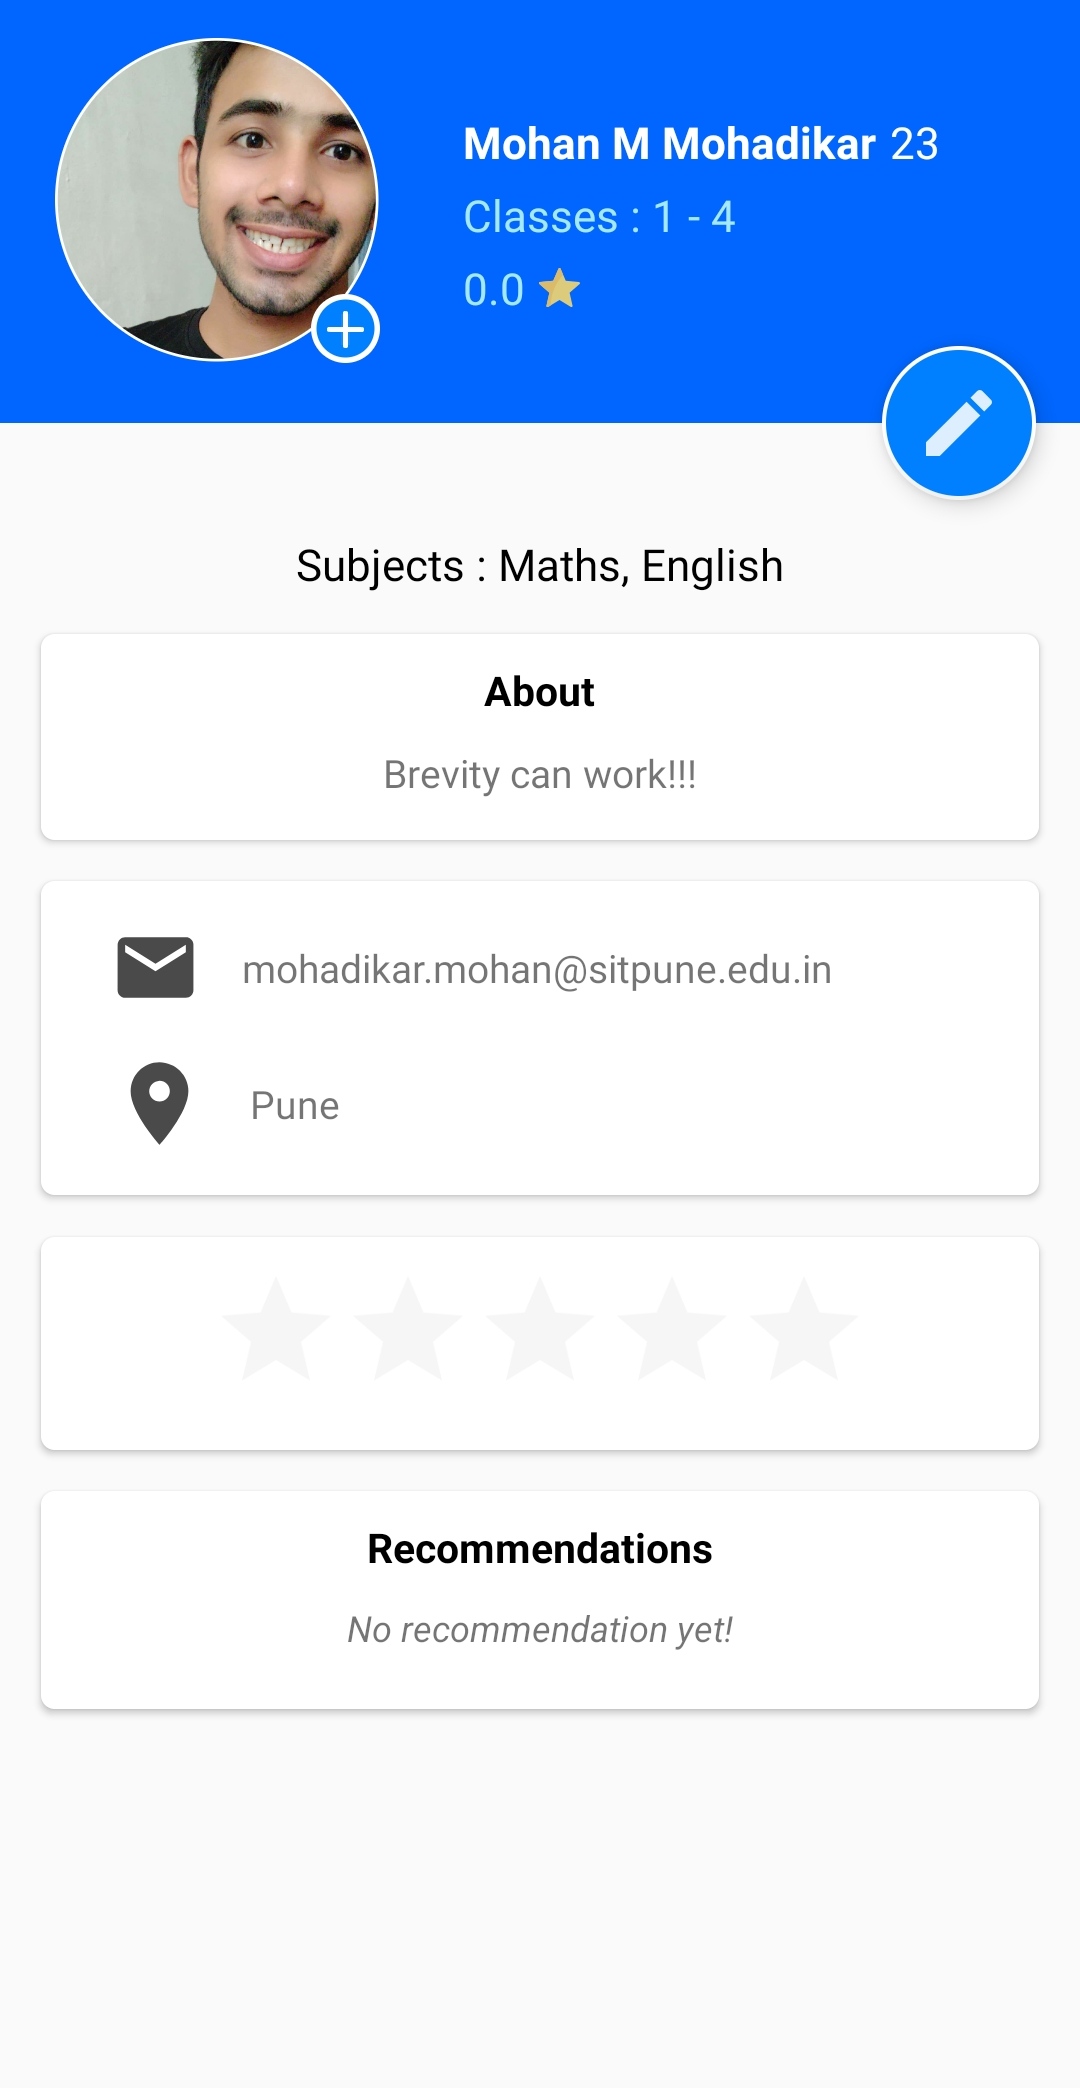 Mohan M Mohadikar 23
Classes : 1 - 4
0.0
Subjects : Maths, English
About
Brevity can work!!!
mohadikar.mohan@sitpune.edu.in
Pune
Recommendations
No recommendation yet!